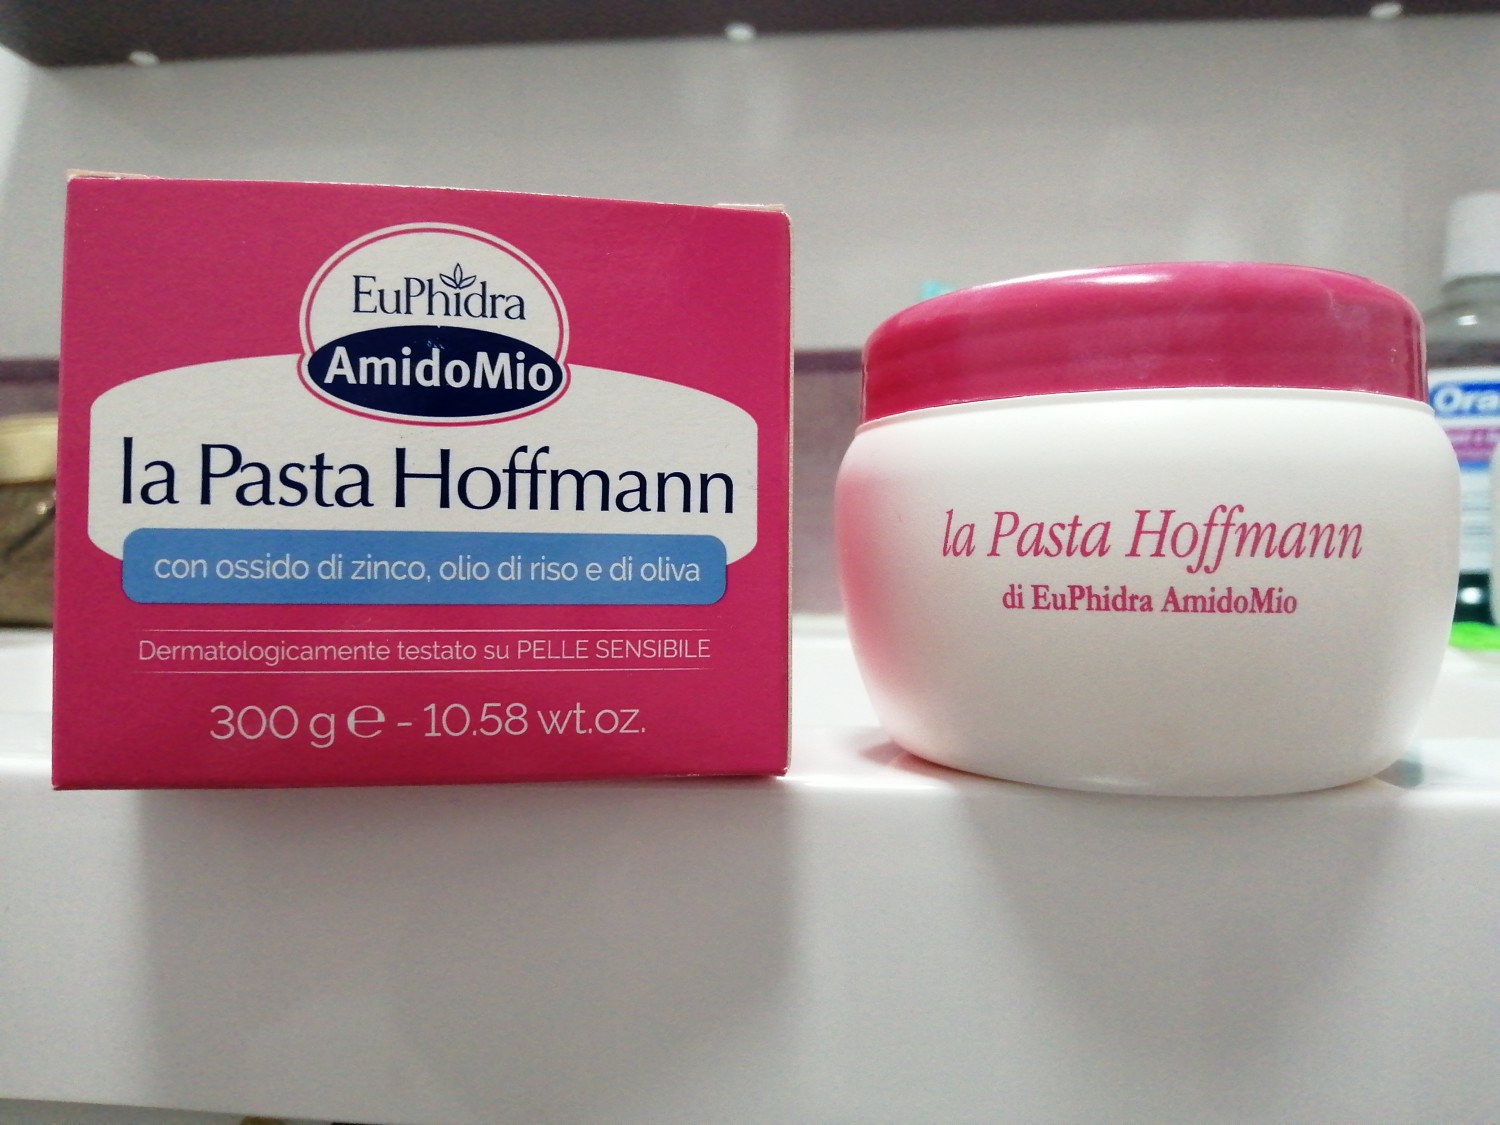 EuPhidra
AmidoMio
la Pasta Hoffmann
con ossido di zinco, olio di riso e di oliva
Dermatologicamente testato su PELLE SENSIBILE
300 g ℮ - 10.58 wt.oz.
la Pasta Hoffmann
di EuPhidra AmidoMio